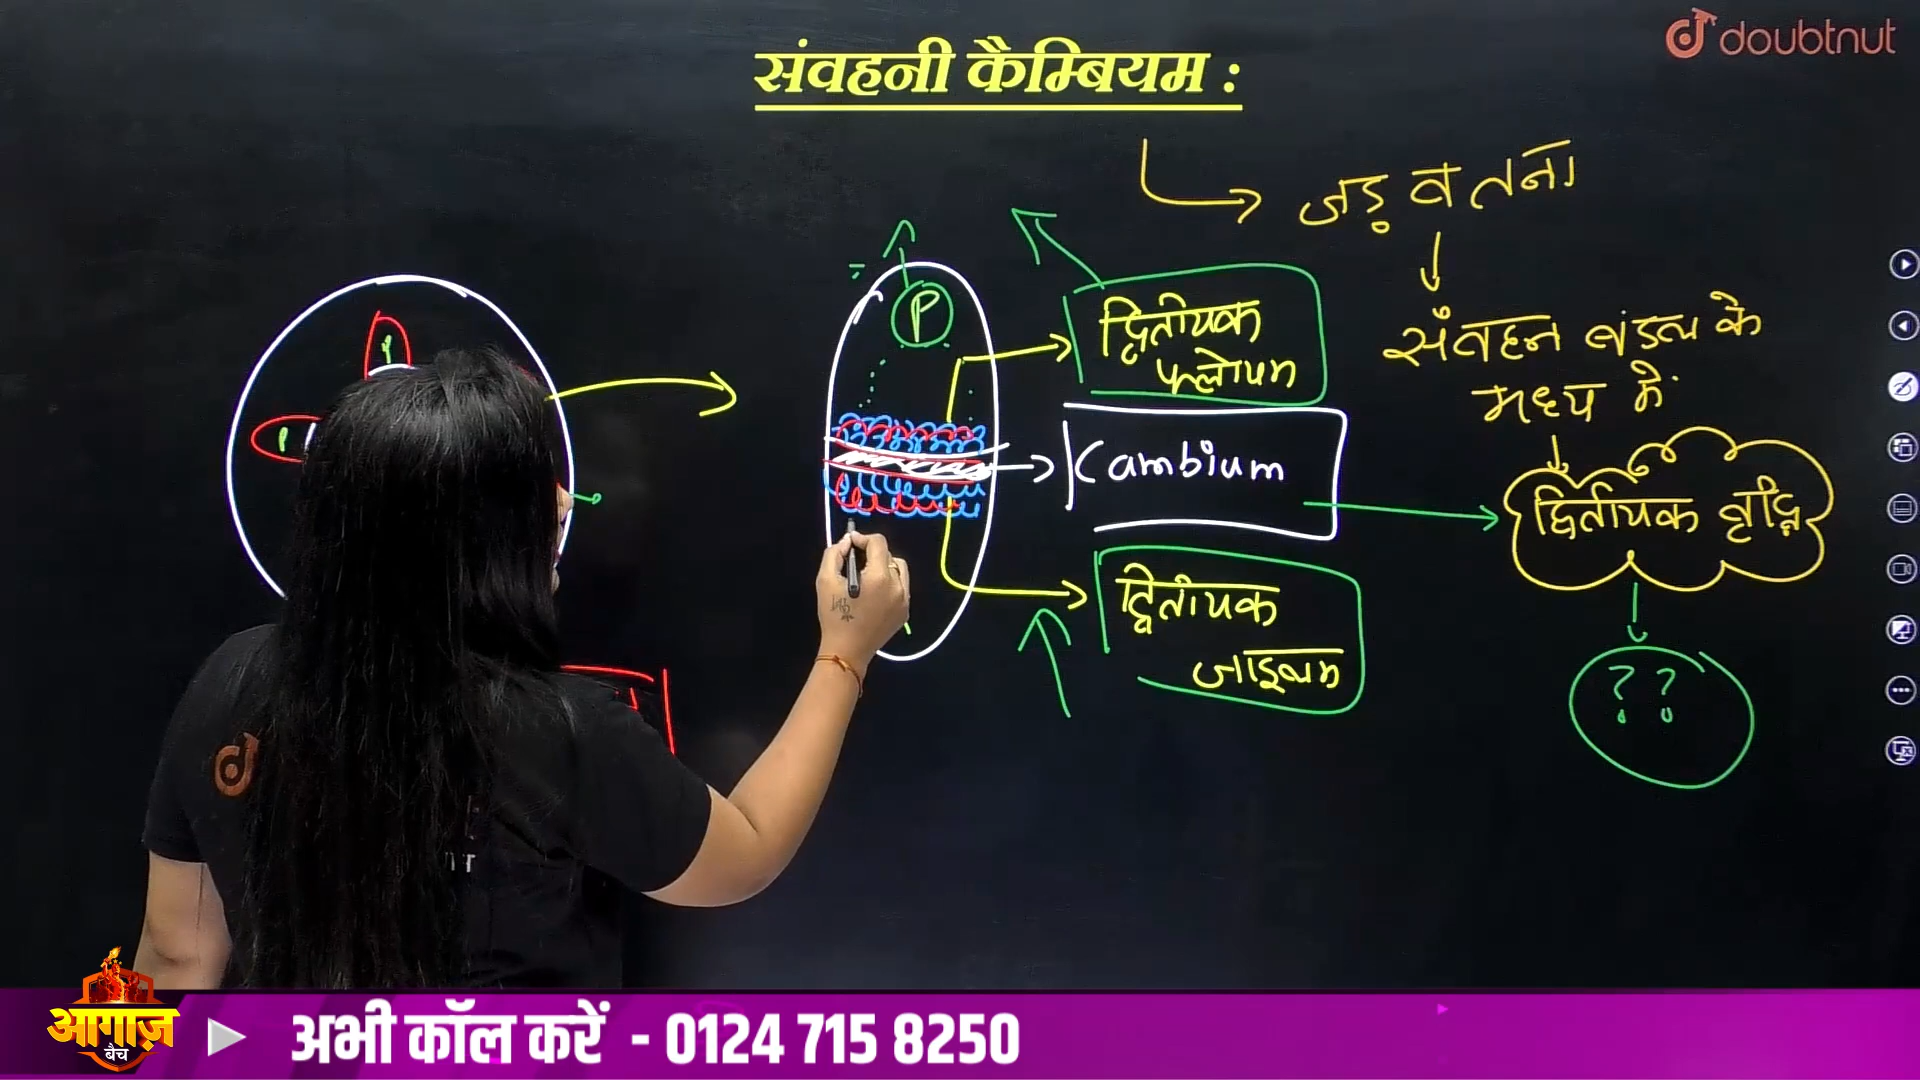 doubtnut
संवहनी कैम्बियम :
जड़ व तना
संवहन बंडल के
मध्य में
द्वितीयक वृद्धि
? ?
P
P
P
द्वितीयक
फ्लोएम
Cambium
द्वितीयक
जाइलम
आगाज़
बैच
अभी कॉल करें - 0124 715 8250